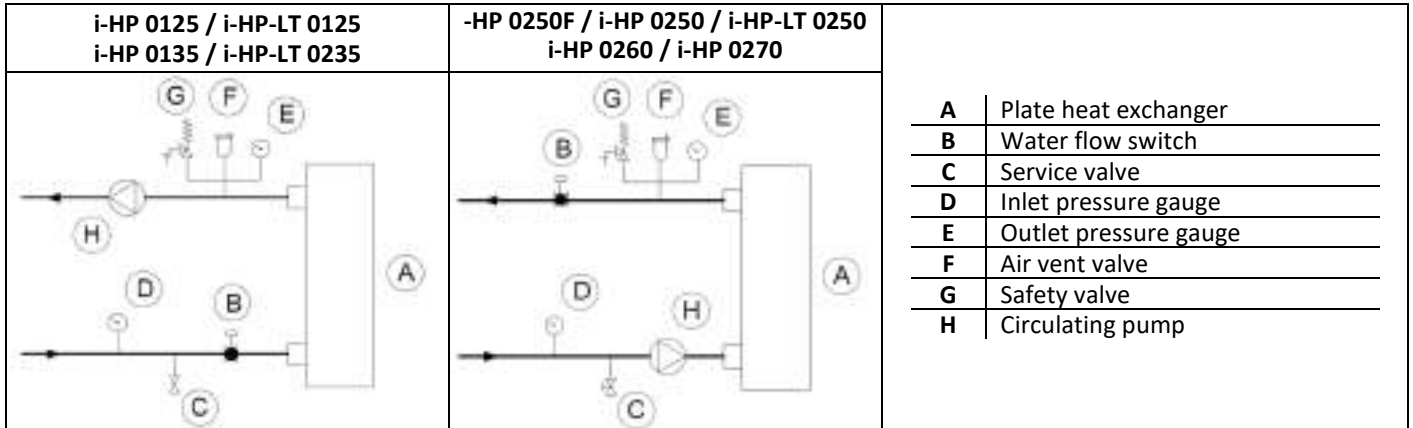 i-HP 0125 / i-HP-LT 0125
i-HP 0135 / i-HP-LT 0235
-HP 0250F / i-HP 0250 / i-HP-LT 0250
i-HP 0260 / i-HP 0270
G F E
H
A
D
B
C
G F E
B
A
D
H
C
A Plate heat exchanger
B Water flow switch
C Service valve
D Inlet pressure gauge
E Outlet pressure gauge
F Air vent valve
G Safety valve
H Circulating pump